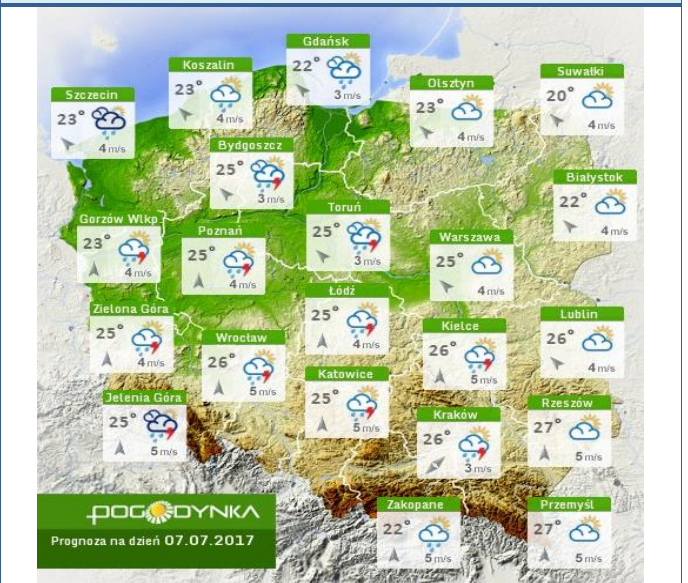 Gdańsk
22°
3 m/s
Koszalin
23°
4 m/s
Suwałki
20°
4 m/s
Olsztyn
23°
4 m/s
Szczecin
23°
4 m/s
Bydgoszcz
25°
3 m/s
Białystok
22°
4 m/s
Toruń
25°
3 m/s
Gorzów Wlkp.
23°
4 m/s
Poznań
25°
4 m/s
Warszawa
25°
4 m/s
Łódź
25°
4 m/s
Zielona Góra
25°
4 m/s
Lublin
26°
4 m/s
Kielce
26°
5 m/s
Wrocław
26°
5 m/s
Katowice
25°
5 m/s
Jelenia Góra
25°
5 m/s
Rzeszów
27°
5 m/s
Kraków
26°
3 m/s
Zakopane
22°
5 m/s
Przemyśl
27°
5 m/s
POGODYNKA
Prognoza na dzień 07.07.2017